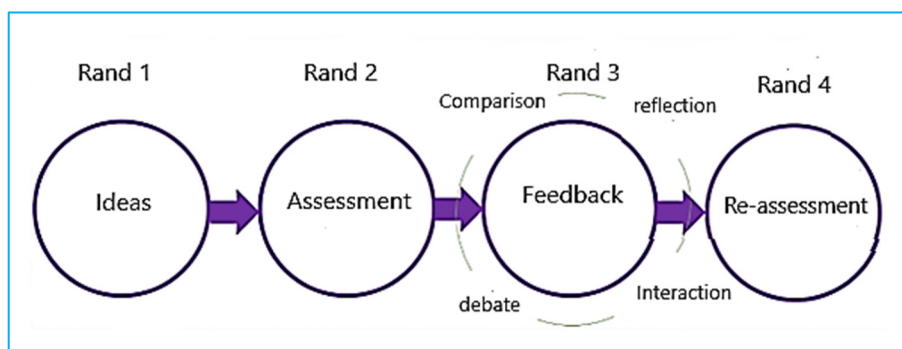 Rand 1
Rand 2
Rand 3
Rand 4
Comparison
reflection
Ideas
Assessment
Feedback
Re-assessment
debate
Interaction